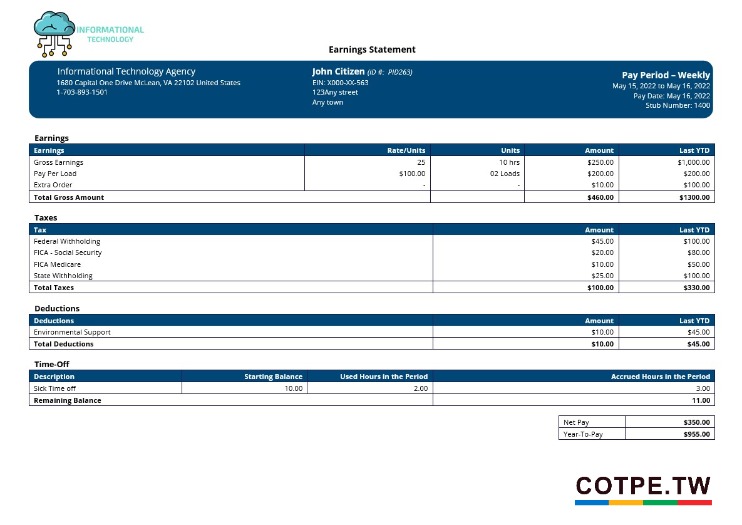 INFORMATIONAL
TECHNOLOGY
Earnings Statement
Informational Technology Agency
1680 Capital One Drive McLean, VA 22102 United States
1-703-893-1501
John Citizen (ID #: PID263)
EIN: X000-XX-563
123Any street
Any town
Pay Period – Weekly
May 15, 2022 to May 16, 2022
Pay Date: May 16, 2022
Stub Number: 1400
Earnings
Earnings Rate/Units Units Amount Last YTD
Gross Earnings 25 10 hrs $250.00 $1,000.00
Pay Per Load $100.00 02 Loads $200.00 $200.00
Extra Order - - $10.00 $100.00
Total Gross Amount $460.00 $1300.00
Taxes
Tax Amount Last YTD
Federal Withholding $45.00 $100.00
FICA - Social Security $20.00 $80.00
FICA Medicare $10.00 $50.00
State Withholding $25.00 $100.00
Total Taxes $100.00 $330.00
Deductions
Deductions Amount Last YTD
Environmental Support $10.00 $45.00
Total Deductions $10.00 $45.00
Time-Off
Description Starting Balance Used Hours in the Period Accrued Hours in the Period
Sick Time off 10.00 2.00 3.00
Remaining Balance 11.00
Net Pay $350.00
Year-To-Pay $955.00
COTPE.TW